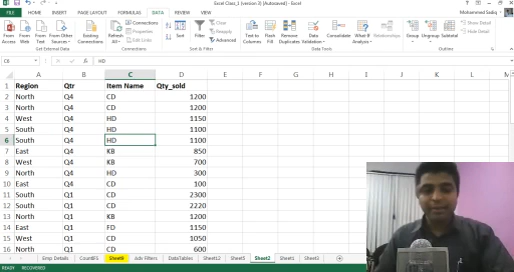 Excel Class_1 [version 3] [Autosaved] - Excel
FILE HOME INSERT PAGE LAYOUT FORMULAS DATA REVIEW VIEW Mohammed Sadiq
From Access From Web From Text From Other Sources Existing Connections Refresh All Connections Properties Edit Links Sort Filter Clear Reapply Advanced Text to Columns Flash Fill Remove Duplicates Data Validation Consolidate What-If Analysis Relationships Group Ungroup Subtotal Show Detail Hide Detail
Get External Data Connections Sort & Filter Data Tools Outline
C6 HD
A B C D E F G H I J K L M
1 Region Qtr Item Name Qty_sold
2 North Q4 CD 1200
3 North Q4 CD 1200
4 West Q4 HD 1150
5 South Q4 HD 1100
6 South Q4 HD 1100
7 East Q4 KB 850
8 West Q4 KB 700
9 North Q4 HD 300
10 East Q4 CD 100
11 South Q1 CD 2300
12 South Q1 CD 2220
13 North Q1 KB 1200
14 East Q1 FD 1150
15 West Q1 CD 1050
16 North Q1 CD 600
Emp Details CountIFS Sheet9 Adv Filters DataTables Sheet12 Sheet5 Sheet2 Sheet1 Sheet3
READY RECOVERED